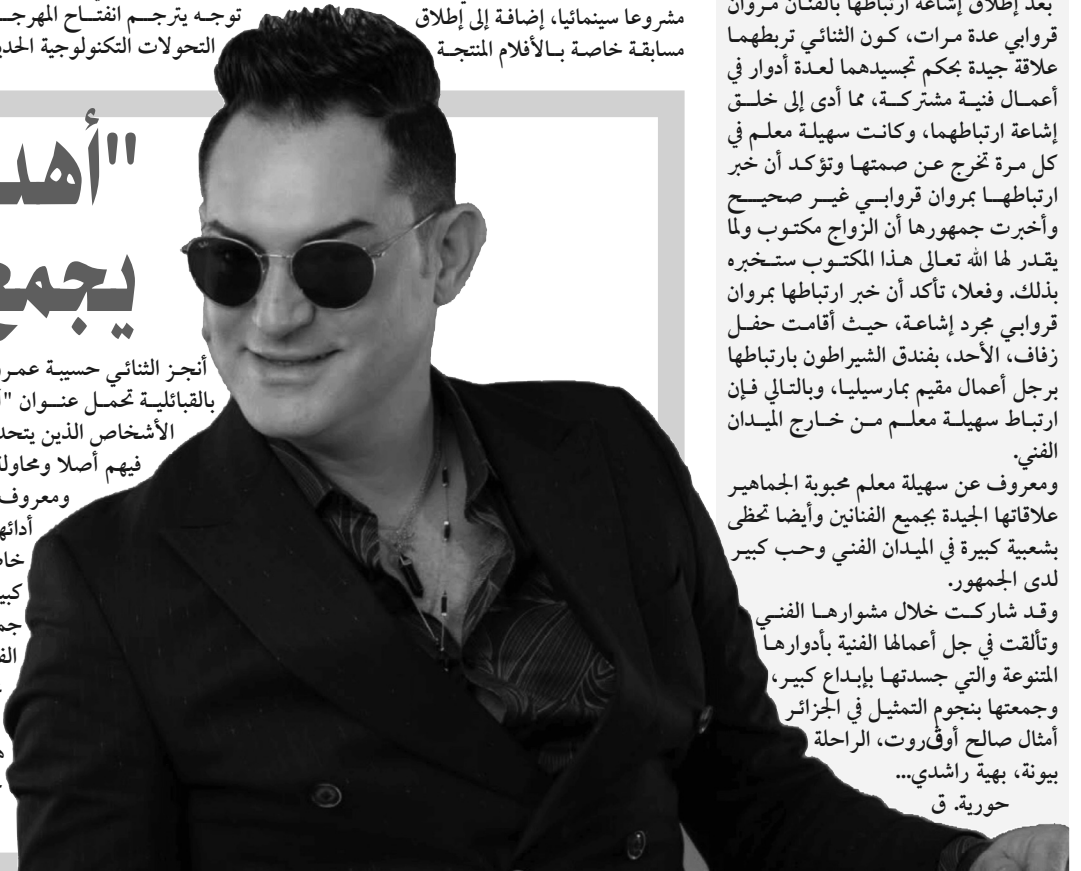 بعد إطلاق إشاعة ارتباطها بالفنان مروان
قروابي عدة مرات، كون الثنائي تربطهما
علاقة جيدة بحكم تجسيدهما لعدة أدوار في
أعمال فنية مشتركة، مما أدى إلى خلق
إشاعة ارتباطهما، وكانت سهيلة معلم في
كل مرة تخرج عن صمتها وتؤكد أن خبر
ارتباطها بمروان قروابي غير صحيح
وأخبرت جمهورها أن الزواج مكتوب ولما
يقدر لها الله تعالى هذا المكتوب ستخبره
بذلك. وفعلا، تأكد أن خبر ارتباطها بمروان
قروابي مجرد إشاعة، حيث أقامت حفل
زفاف، الأحد، بفندق الشيراطون بارتباطها
برجل أعمال مقيم بمارسيليا، وبالتالي فإن
ارتباط سهيلة معلم من خارج الميدان
الفني.
ومعروف عن سهيلة معلم محبوبة الجماهير
علاقاتها الجيدة بجميع الفنانين وأيضا تحظى
بشعبية كبيرة في الميدان الفني وحب كبير
لدى الجمهور.
وقد شاركت خلال مشوارها الفني
وتألقت في جل أعمالها الفنية بأدوارها
المتنوعة والتي جسدتها بإبداع كبير،
وجمعتها بنجوم التمثيل في الجزائر
أمثال صالح أوڨروت، الراحلة
بيونة، بهية راشدي...
حورية. ق
مشروعا سينمائيا، إضافة إلى إطلاق
مسابقة خاصة بالأفلام المنتجة
توجه يترجم انفتاح
التحولات التكنولوجية
"أهد
يجمع
أنجز الثنائي حسيبة
بالقبائلية تحمل عنوان
الأشخاص الذين
فيهم أصلا
ومعروف